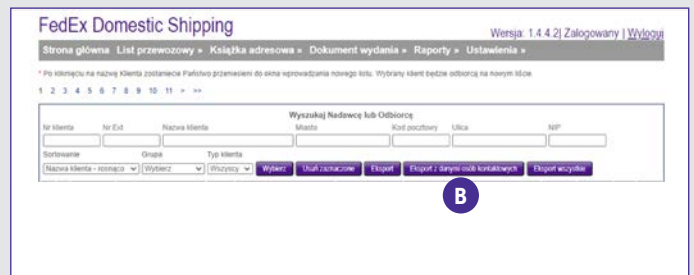 FedEx Domestic Shipping
Wersja: 1.4.4.2| Zalogowany | Wyloguj
Strona główna List przewozowy » Książka adresowa » Dokument wydania » Raporty » Ustawienia »
* Po kliknięciu na nazwę Klienta zostaniecie Państwo przeniesieni do okna wprowadzania nowego listu. Wybrany klient będzie odbiorcą na nowym liście.
1 2 3 4 5 6 7 8 9 10 11 > >>
Wyszukaj Nadawcę lub Odbiorcę
Nr klienta Nr Ext Nazwa klienta Miasto Kod pocztowy Ulica NIP
Sortowanie Grupa Typ klienta
Nazwa klienta - rosnąco Wybierz Wszyscy Wybierz Usuń zaznaczone Eksport Eksport z danymi osób kontaktowych Eksport wszystkie
B